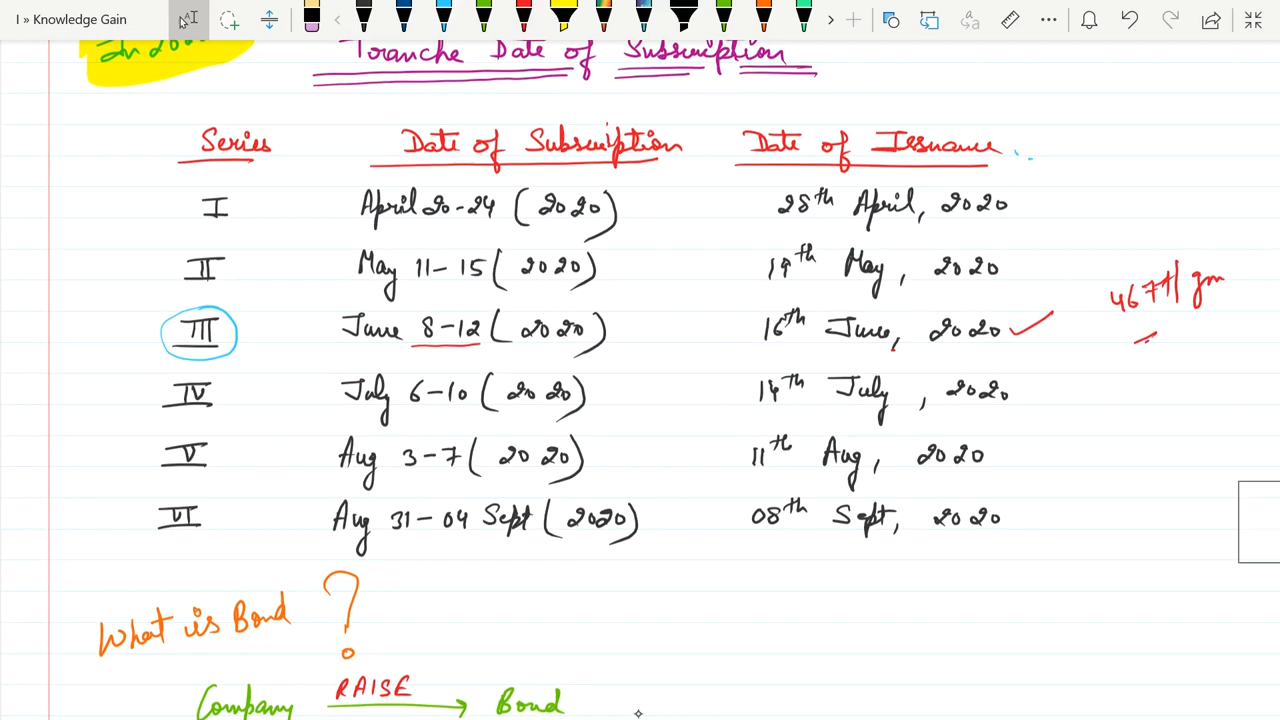 I » Knowledge Gain
In 202
Tranche Date of Subscription
Series Date of Subscription Date of Issuance
I April 20-24 (2020) 28th April, 2020
II May 11-15 (2020) 19th May, 2020
III June 8-12 (2020) 16th June, 2020
4677/gm
IV July 6-10 (2020) 14th July, 2020
V Aug 3-7 (2020) 11th Aug, 2020
VI Aug 31-04 Sept (2020) 08th Sept, 2020
What is Bond ?
Company RAISE Bond